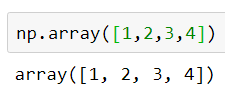 np.array([1,2,3,4])
array([1, 2, 3, 4])